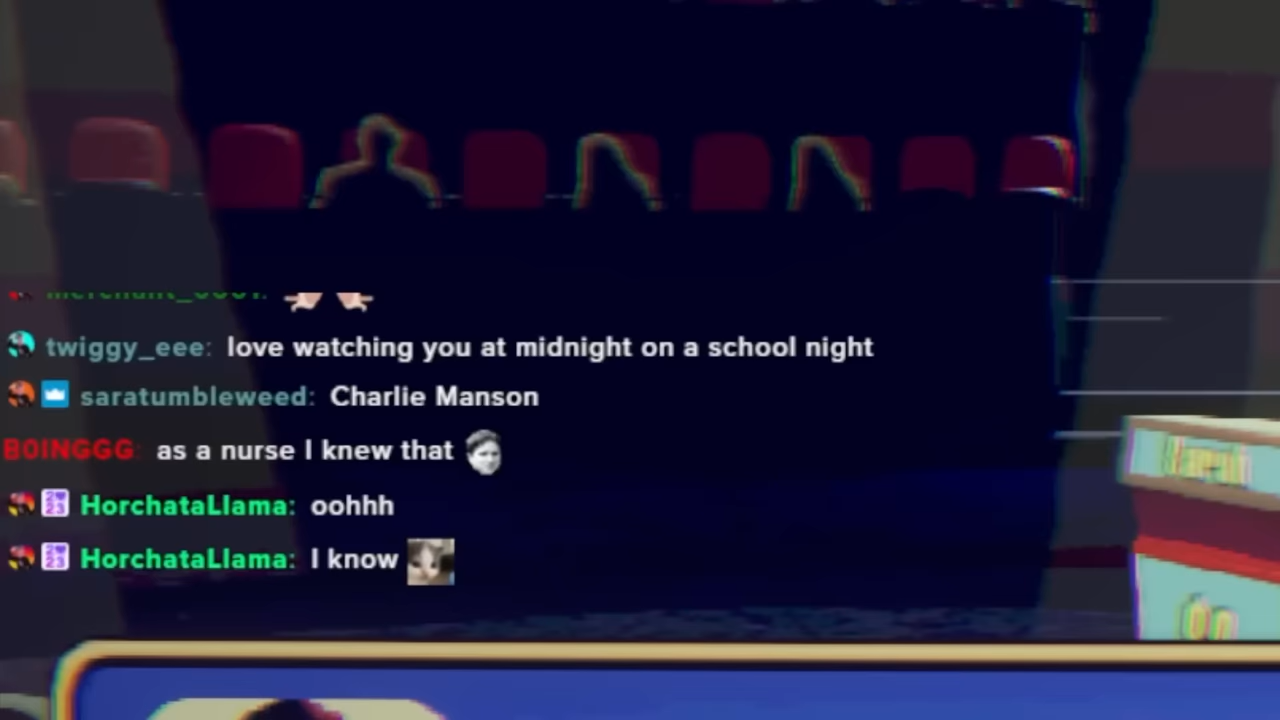 twiggy_eee: love watching you at midnight on a school night
saratumbleweed: Charlie Manson
BOINGGG: as a nurse I knew that
HorchataLlama: oohhh
HorchataLlama: I know